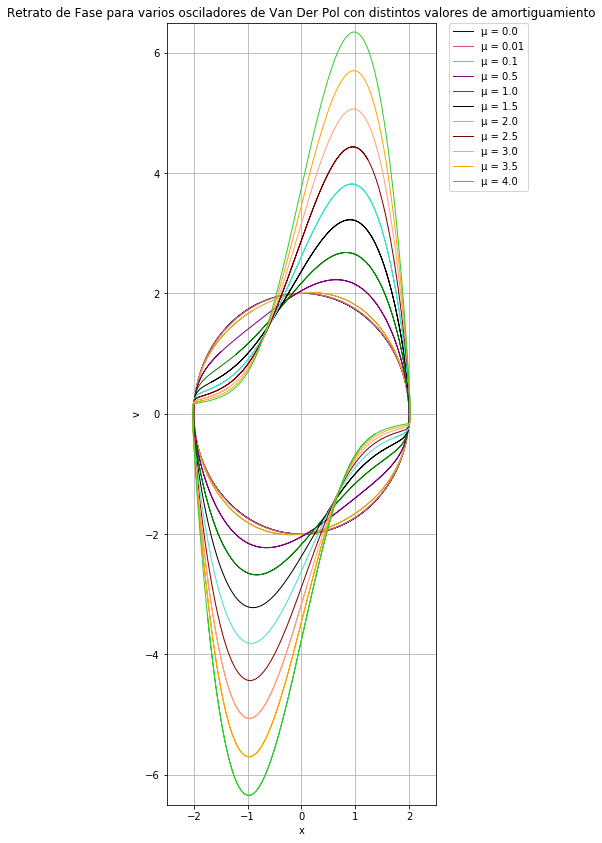 Retrato de Fase para varios osciladores de Van Der Pol con distintos valores de amortiguamiento
μ = 0.0
μ = 0.01
μ = 0.1
μ = 0.5
μ = 1.0
μ = 1.5
μ = 2.0
μ = 2.5
μ = 3.0
μ = 3.5
μ = 4.0
6
4
2
0
−2
−4
−6
v
−2 −1 0 1 2
x